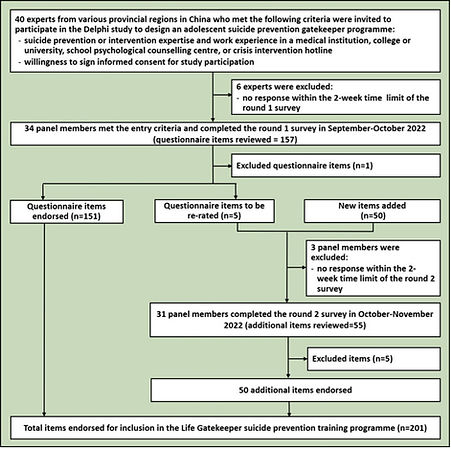 40 experts from various provincial regions in China who met the following criteria were invited to
participate in the Delphi study to design an adolescent suicide prevention gatekeeper programme:
- suicide prevention or intervention expertise and work experience in a medical institution, college or
university, school psychological counselling centre, or crisis intervention hotline
- willingness to sign informed consent for study participation
6 experts were excluded:
- no response within the 2-week time limit of the
round 1 survey
34 panel members met the entry criteria and completed the round 1 survey in September-October 2022
(questionnaire items reviewed = 157)
Excluded questionnaire items (n=1)
Questionnaire items
endorsed (n=151)
Questionnaire items to be
re-rated (n=5)
New items added
(n=50)
3 panel members were
excluded:
- no response within the 2-
week time limit of the round 2
survey
31 panel members completed the round 2 survey in October-November
2022 (additional items reviewed=55)
Excluded items (n=5)
50 additional items endorsed
Total items endorsed for inclusion in the Life Gatekeeper suicide prevention training programme (n=201)